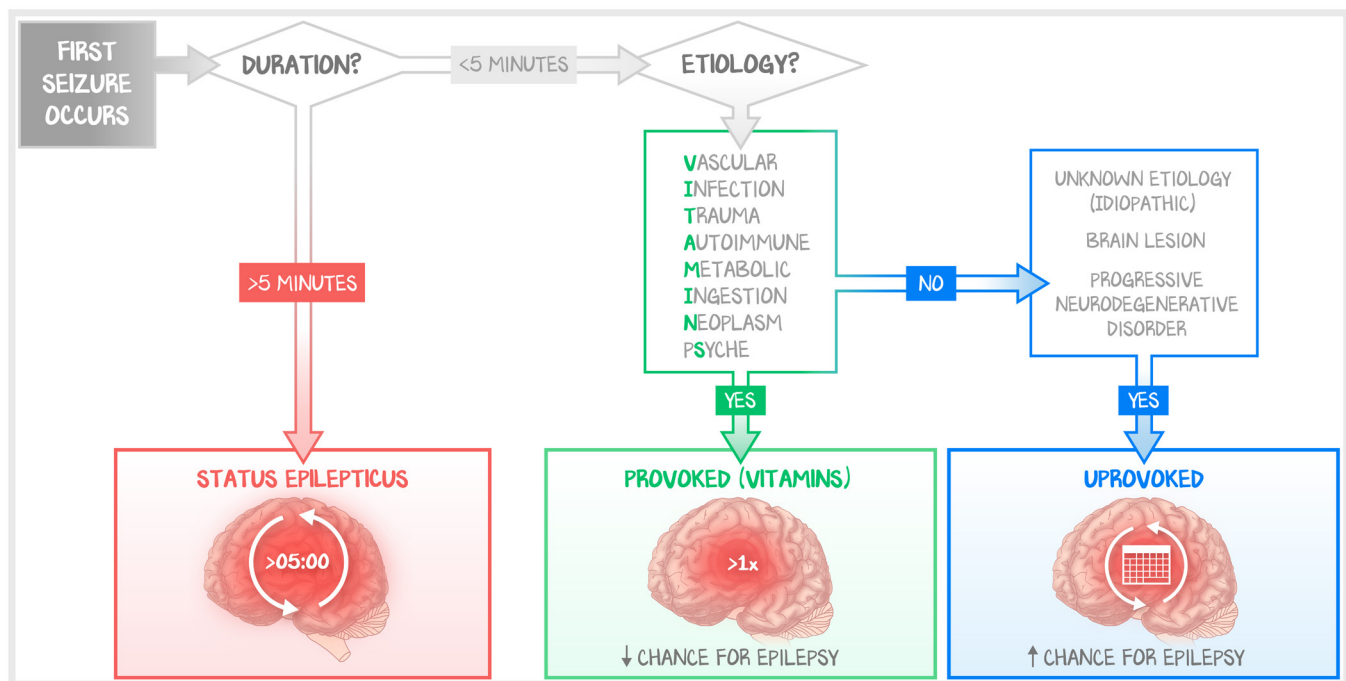 FIRST
SEIZURE
OCCURS
DURATION?
<5 MINUTES
ETIOLOGY?
VASCULAR
INFECTION
TRAUMA
AUTOIMMUNE
METABOLIC
INGESTION
NEOPLASM
PSYCHE
NO
UNKNOWN ETIOLOGY
(IDIOPATHIC)
BRAIN LESION
PROGRESSIVE
NEURODEGENERATIVE
DISORDER
>5 MINUTES
YES
YES
STATUS EPILEPTICUS
>05:00
PROVOKED (VITAMINS)
>1x
↓ CHANCE FOR EPILEPSY
UPROVOKED
↑ CHANCE FOR EPILEPSY